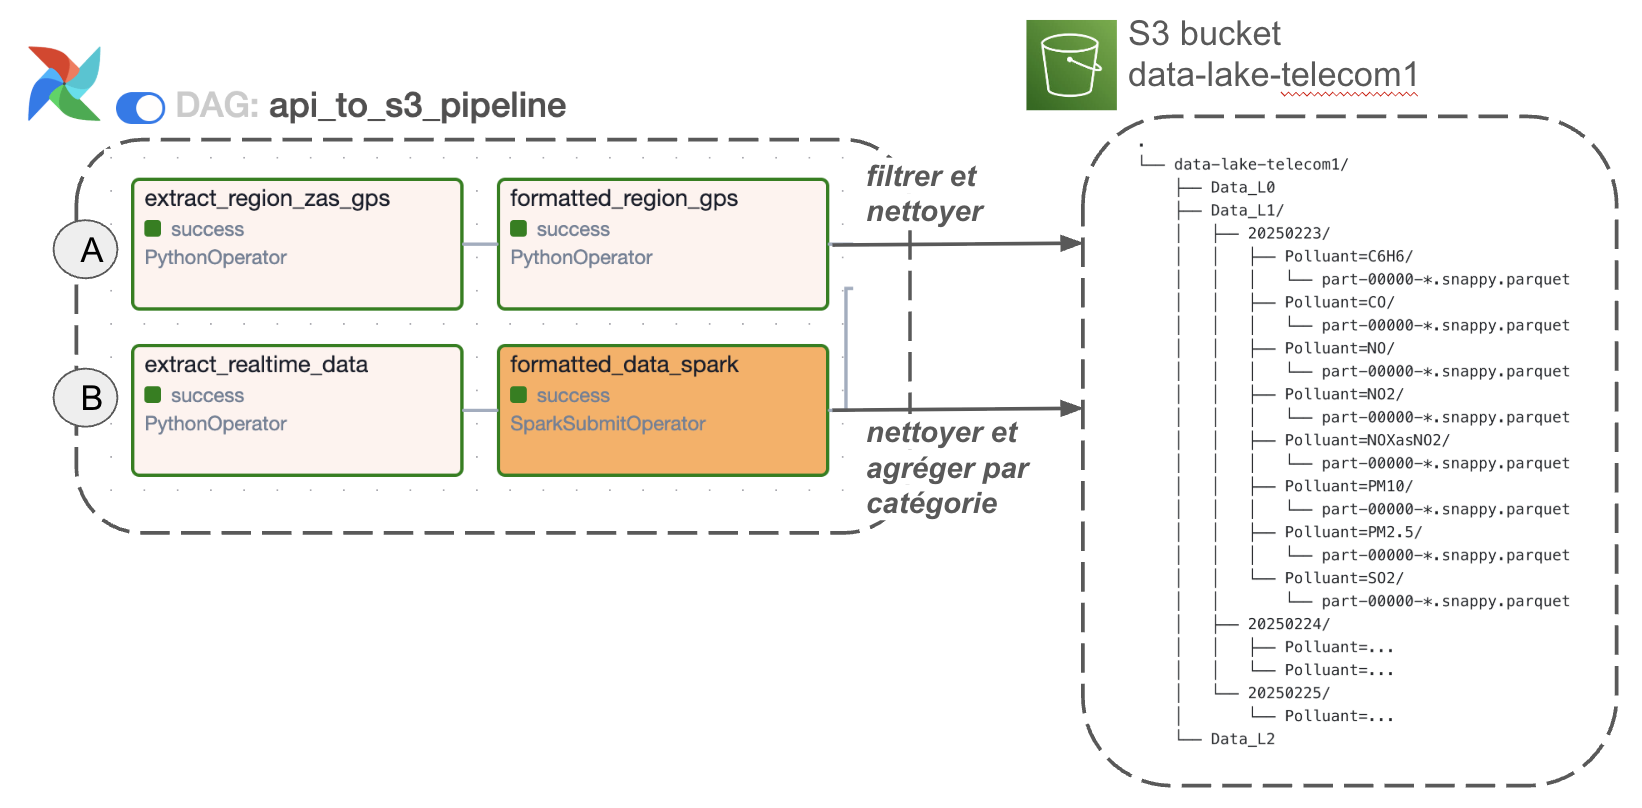 S3 bucket
data-lake-telecom1
DAG: api_to_s3_pipeline
A
extract_region_zas_gps
success
PythonOperator
formatted_region_gps
success
PythonOperator
filtrer et
nettoyer
B
extract_realtime_data
success
PythonOperator
formatted_data_spark
success
SparkSubmitOperator
nettoyer et
agréger par
catégorie
.
└── data-lake-telecom1/
├── Data_L0
├── Data_L1/
│ ├── 20250223/
│ │ ├── Polluant=C6H6/
│ │ │ └── part-00000-*.snappy.parquet
│ │ ├── Polluant=CO/
│ │ │ └── part-00000-*.snappy.parquet
│ │ ├── Polluant=NO/
│ │ │ └── part-00000-*.snappy.parquet
│ │ ├── Polluant=NO2/
│ │ │ └── part-00000-*.snappy.parquet
│ │ ├── Polluant=NOXasNO2/
│ │ │ └── part-00000-*.snappy.parquet
│ │ ├── Polluant=PM10/
│ │ │ └── part-00000-*.snappy.parquet
│ │ ├── Polluant=PM2.5/
│ │ │ └── part-00000-*.snappy.parquet
│ │ └── Polluant=SO2/
│ │ └── part-00000-*.snappy.parquet
│ ├── 20250224/
│ │ ├── Polluant=...
│ │ └── Polluant=...
│ └── 20250225/
│ └── Polluant=...
└── Data_L2